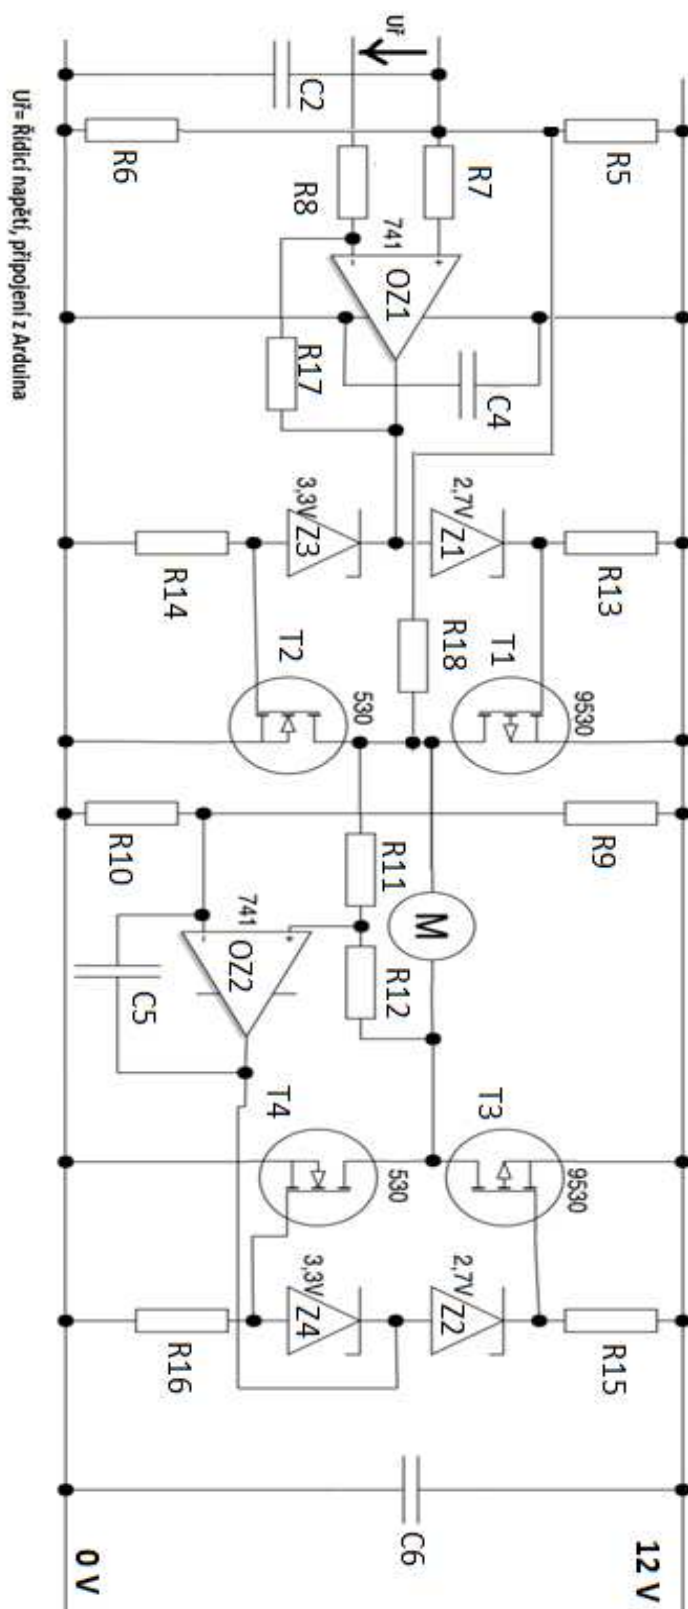 Uř
C2
R6
R5
R8
R7
741
OZ1
R17
C4
3,3V
Z3
2,7V
Z1
R14
R13
R18
T2
T1
530
9530
R10
R9
R11
M
741
OZ2
R12
C5
T4
T3
530
9530
3,3V
Z4
2,7V
Z2
R16
R15
C6
0 V
12 V
Uř= Řídicí napětí, připojení z Arduina